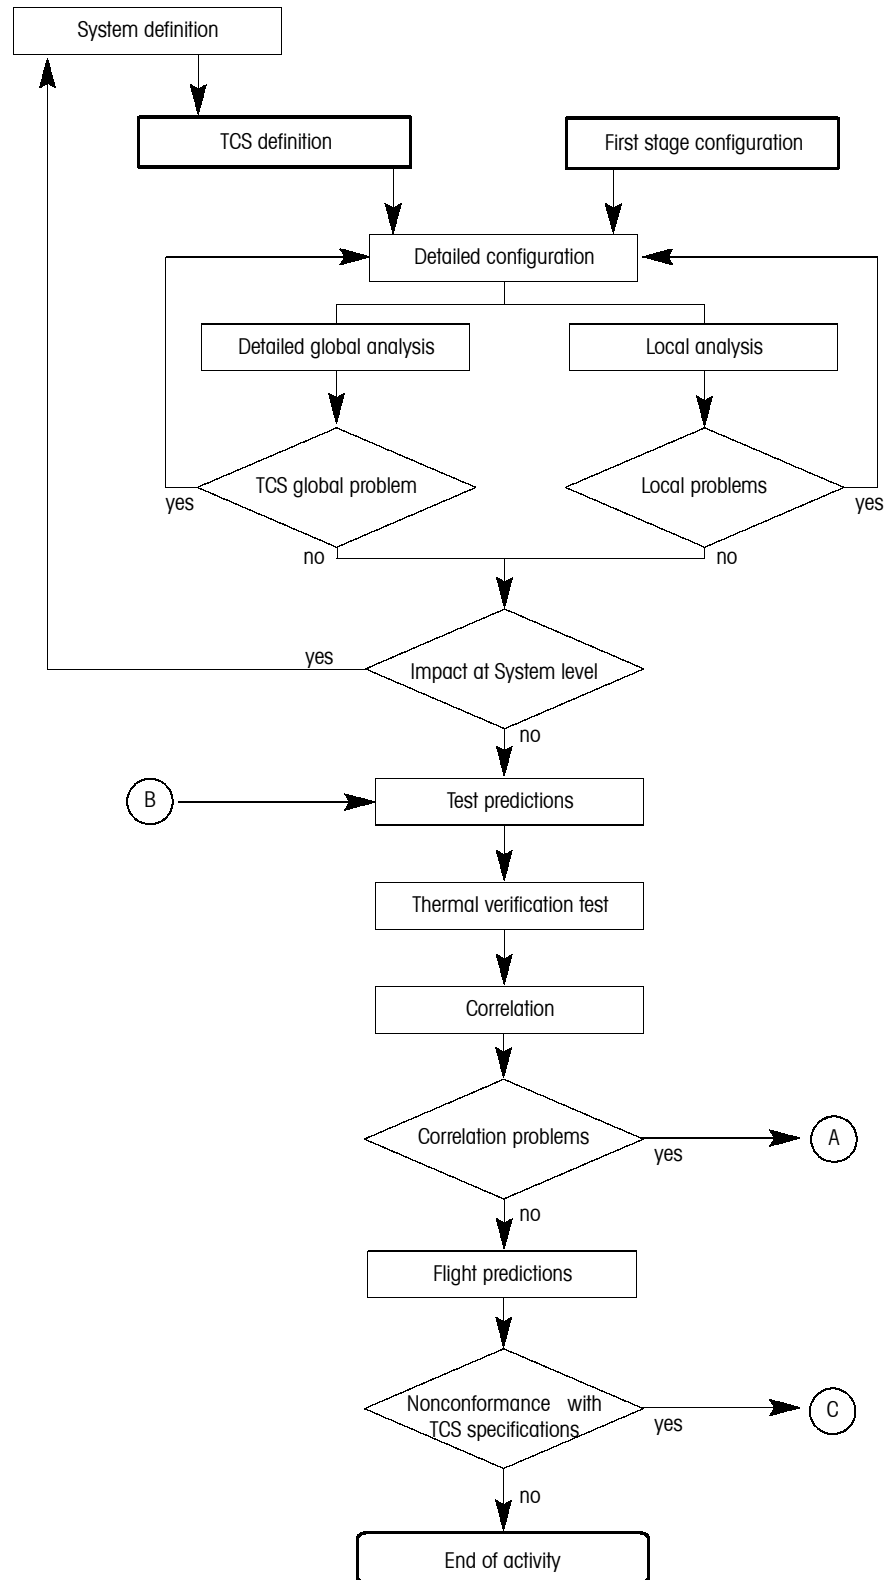 System definition
TCS definition
First stage configuration
Detailed configuration
Detailed global analysis
Local analysis
TCS global problem
Local problems
yes
yes
no
no
yes
Impact at System level
no
B
Test predictions
Thermal verification test
Correlation
Correlation problems
A
yes
no
Flight predictions
Nonconformance with
TCS specifications
C
yes
no
End of activity